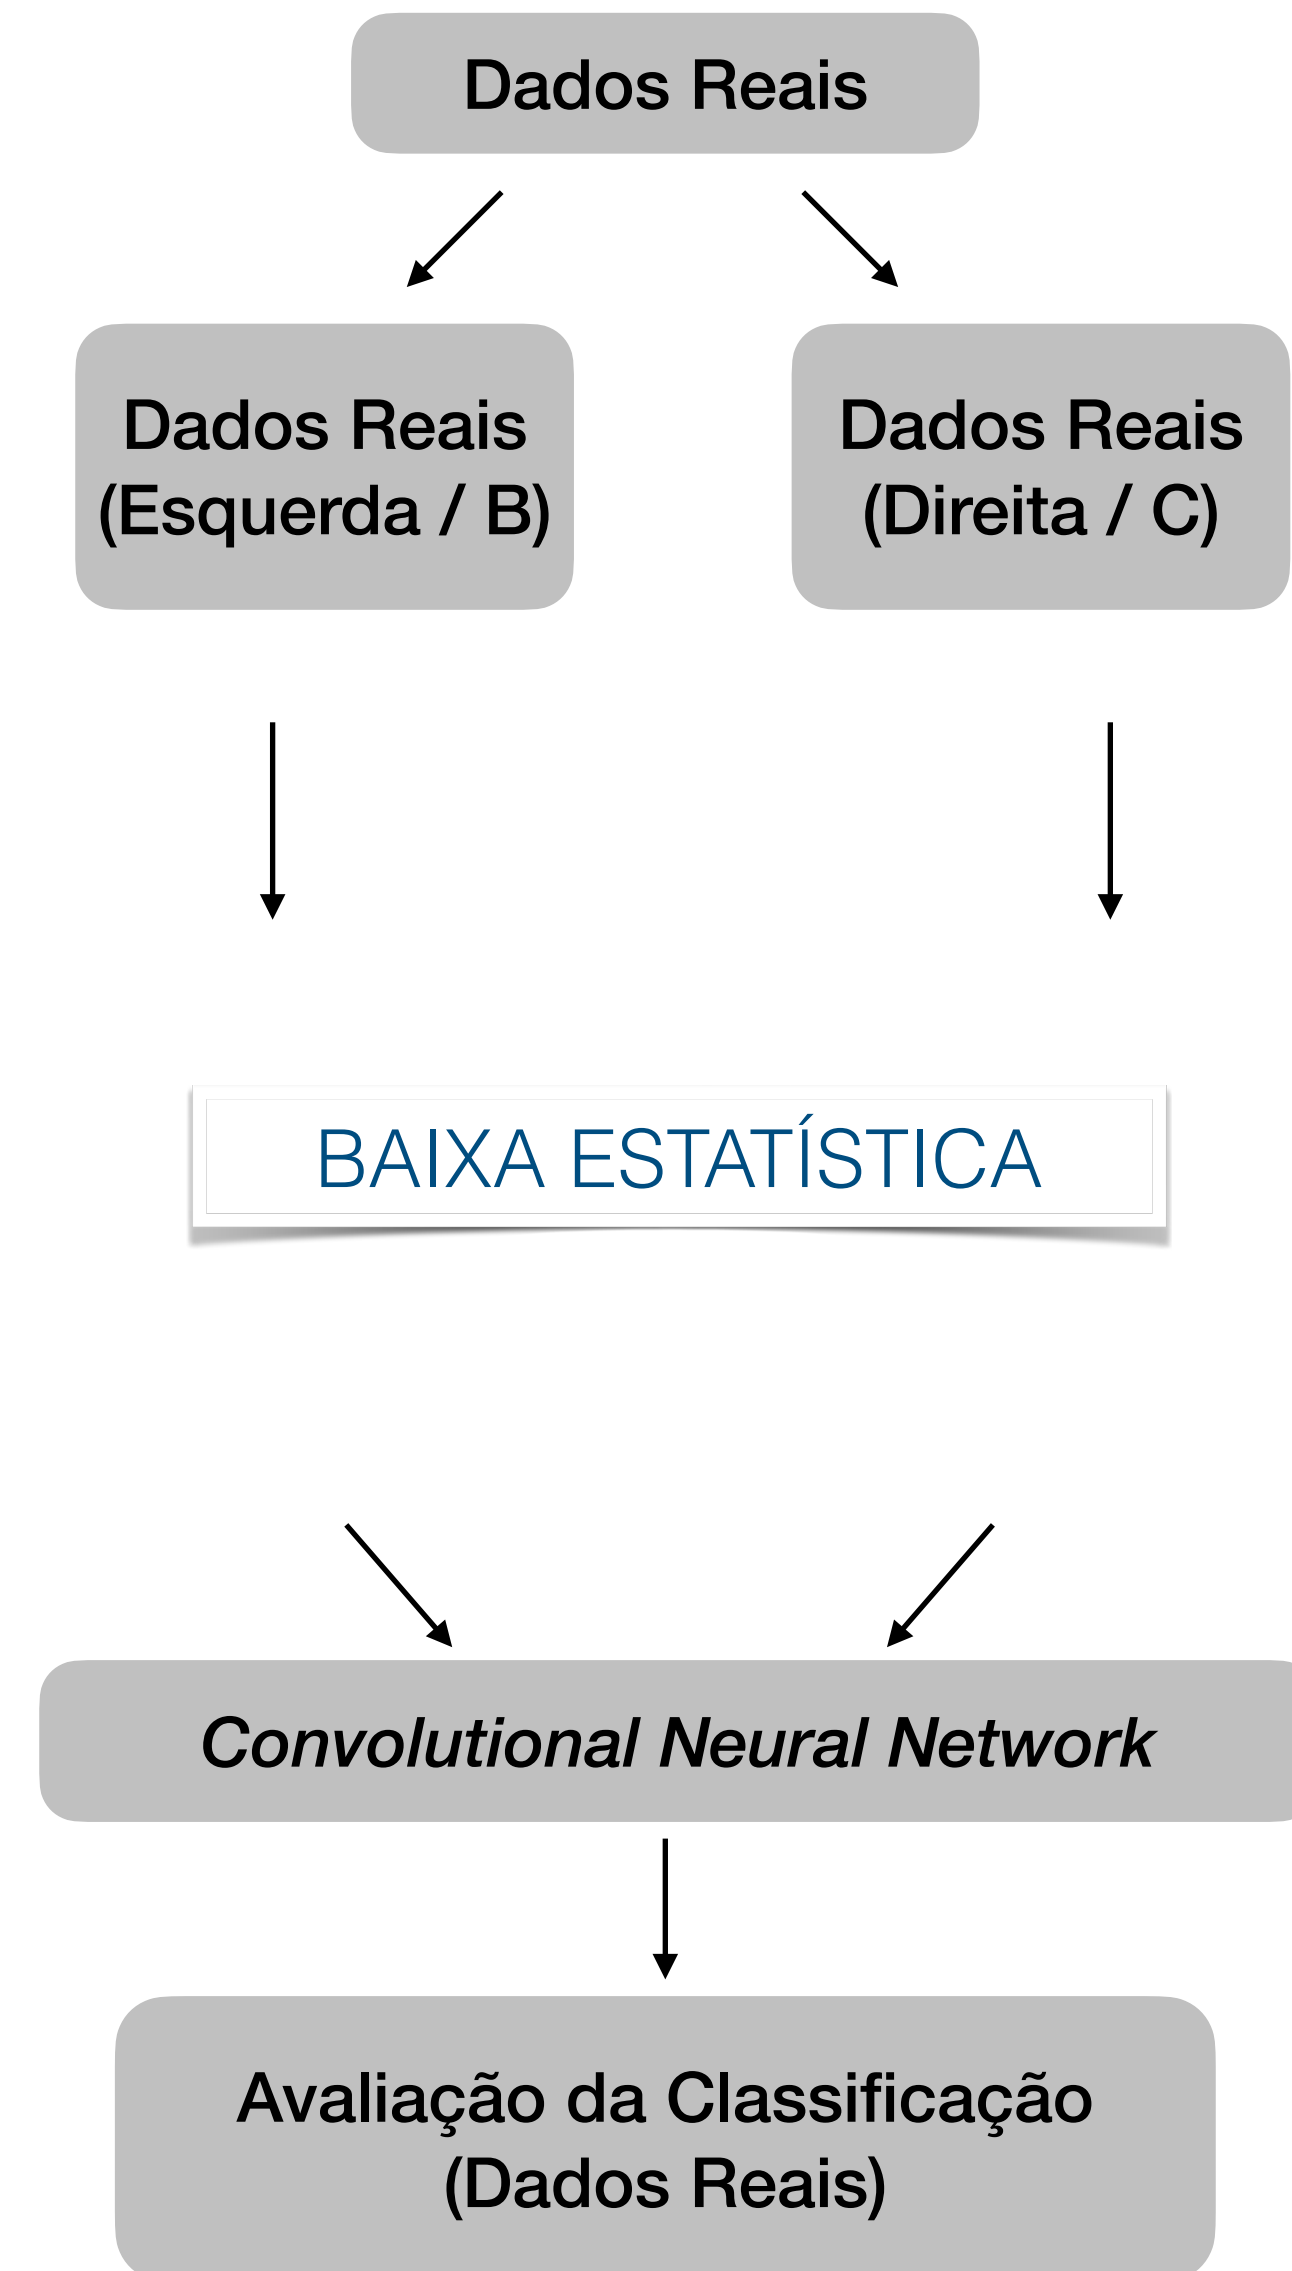 Dados Reais
Dados Reais
(Esquerda / B)
Dados Reais
(Direita / C)
BAIXA ESTATÍSTICA
Convolutional Neural Network
Avaliação da Classificação
(Dados Reais)